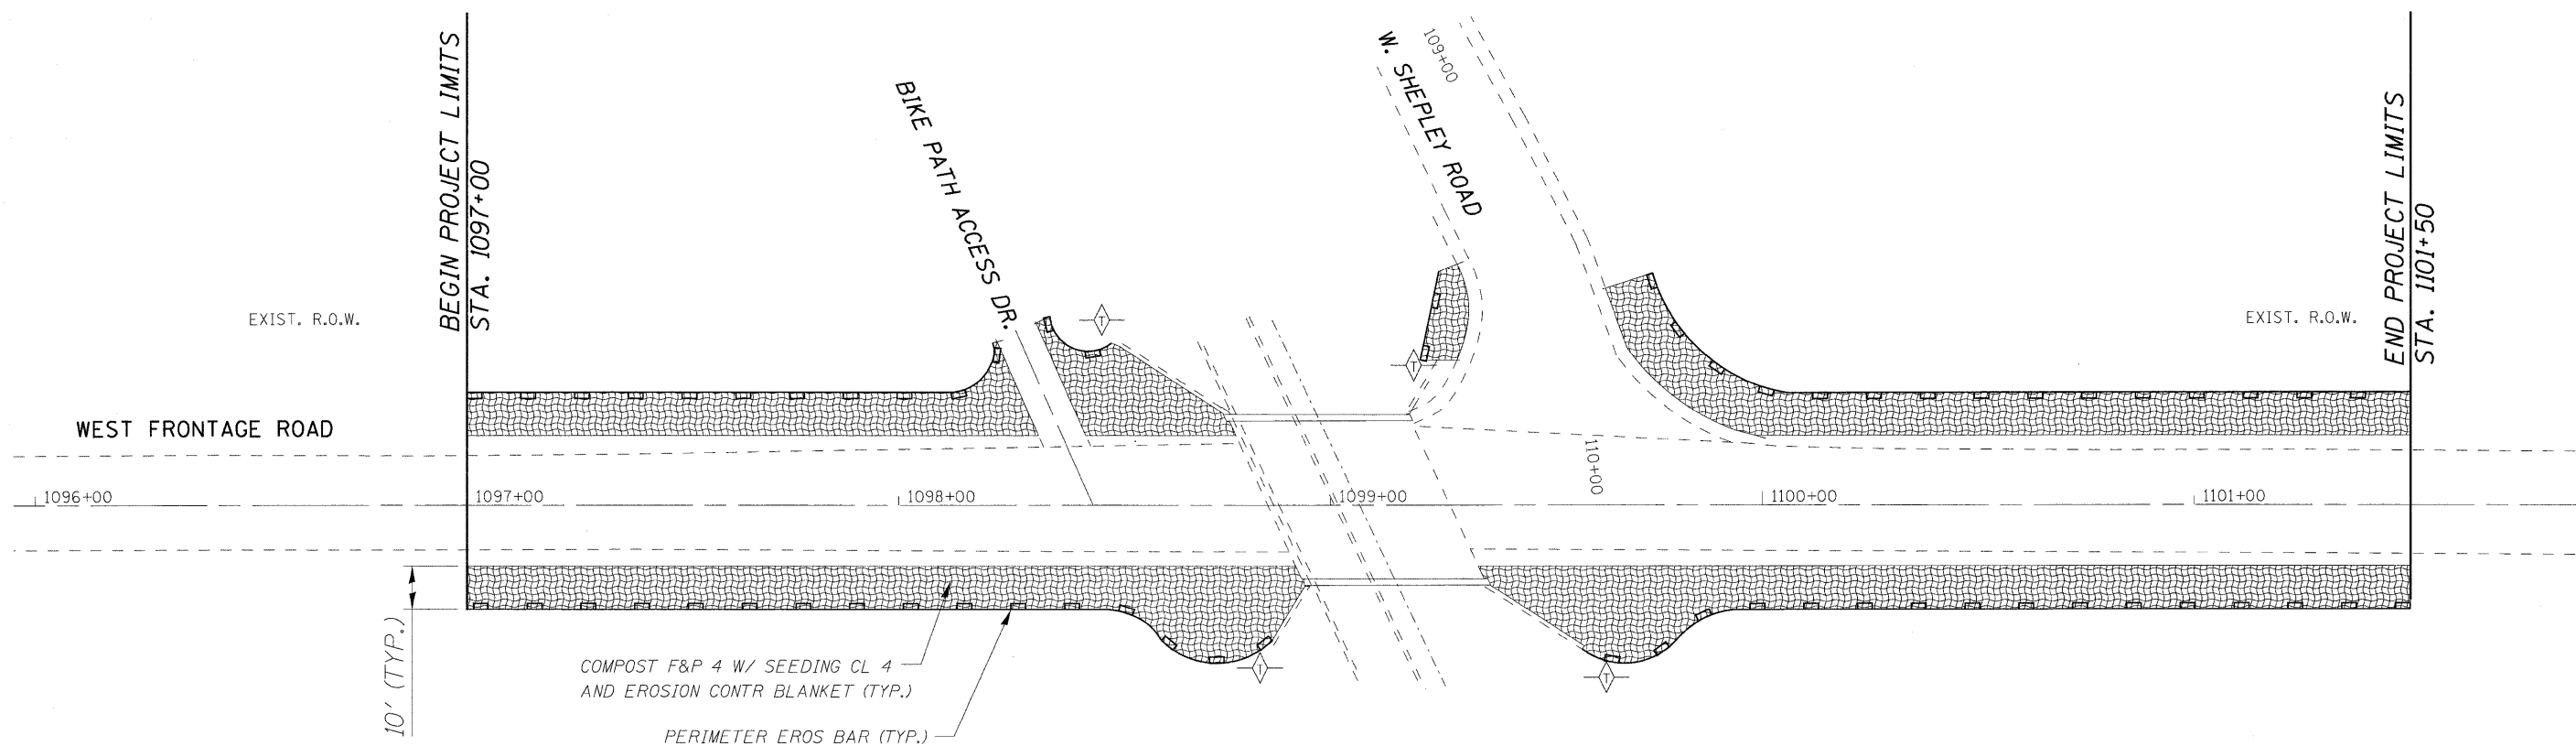 BEGIN PROJECT LIMITS
STA. 1097+00
BIKE PATH ACCESS DR.
W. SHEPLEY ROAD
109+00
END PROJECT LIMITS
STA. 1101+50
EXIST. R.O.W.
EXIST. R.O.W.
WEST FRONTAGE ROAD
1096+00
1097+00
1098+00
1099+00
110+00
1100+00
1101+00
10' (TYP.)
COMPOST F&P 4 W/ SEEDING CL 4
AND EROSION CONTR BLANKET (TYP.)
PERIMETER EROS BAR (TYP.)
T
T
T
T